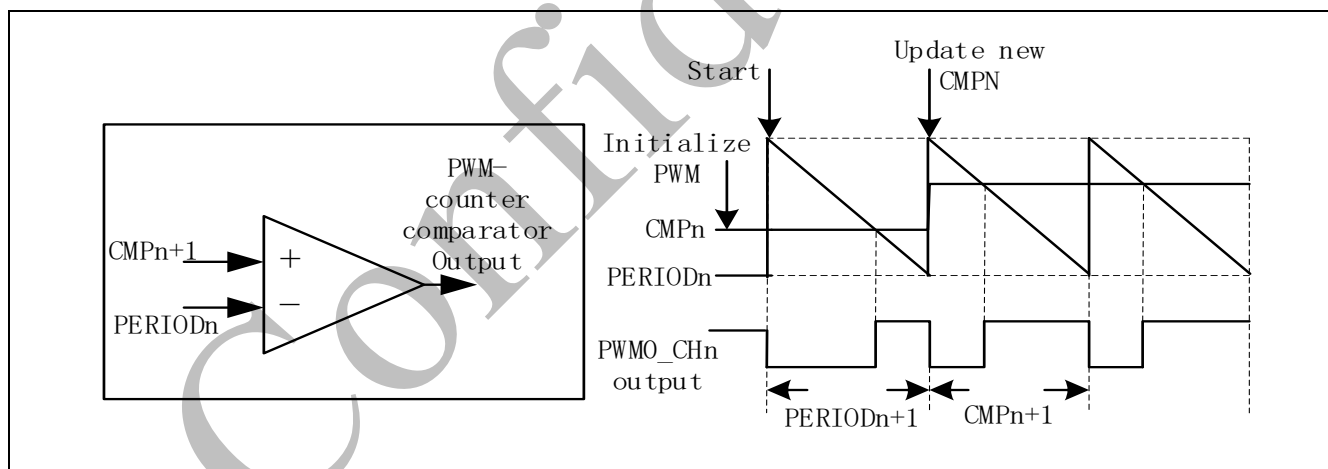 CMPn+1
PERIODn
+
−
PWM-
counter
comparator
Output
Start
Update new
CMPN
Initialize
PWM
CMPn
PERIODn
PWM0_CHn
output
PERIODn+1
CMPn+1
Confid